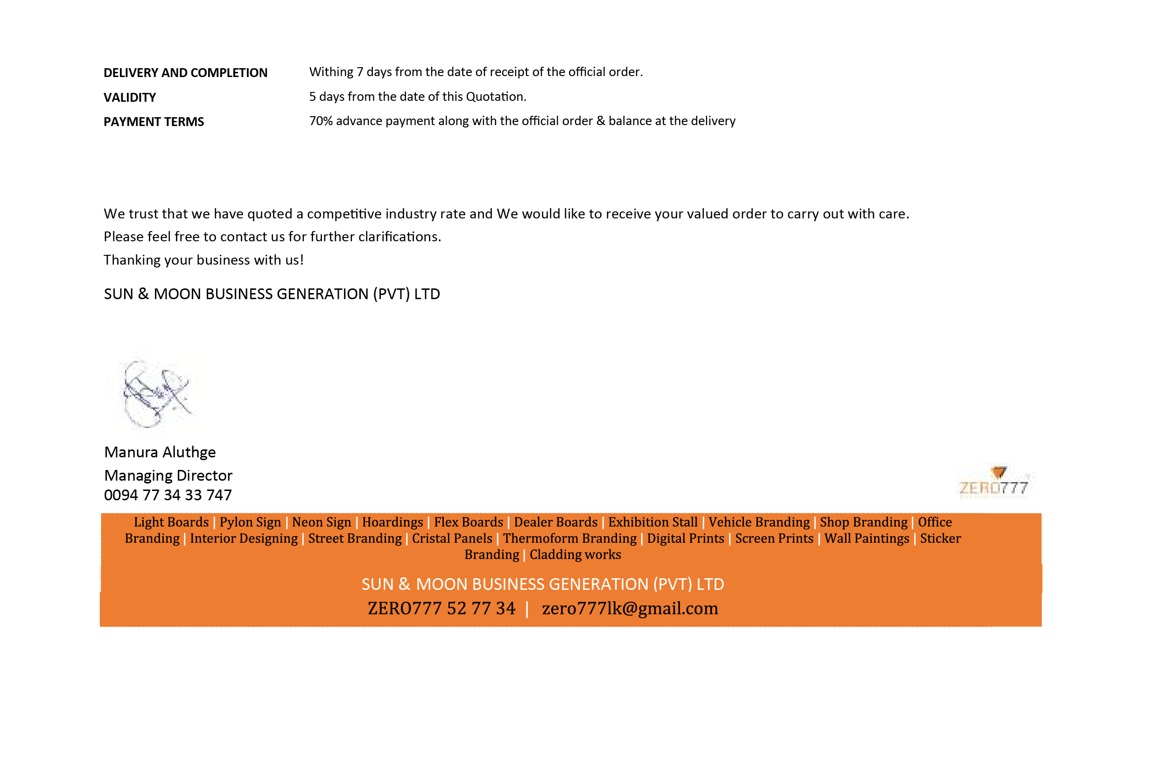 DELIVERY AND COMPLETION Withing 7 days from the date of receipt of the official order.
VALIDITY 5 days from the date of this Quotation.
PAYMENT TERMS 70% advance payment along with the official order & balance at the delivery
We trust that we have quoted a competitive industry rate and We would like to receive your valued order to carry out with care.
Please feel free to contact us for further clarifications.
Thanking your business with us!
SUN & MOON BUSINESS GENERATION (PVT) LTD
Manura Aluthge
Managing Director
0094 77 34 33 747
ZERO777
Light Boards | Pylon Sign | Neon Sign | Hoardings | Flex Boards | Dealer Boards | Exhibition Stall | Vehicle Branding | Shop Branding | Office
Branding | Interior Designing | Street Branding | Cristal Panels | Thermoform Branding | Digital Prints | Screen Prints | Wall Paintings | Sticker
Branding | Cladding works
SUN & MOON BUSINESS GENERATION (PVT) LTD
ZERO777 52 77 34 | zero777lk@gmail.com